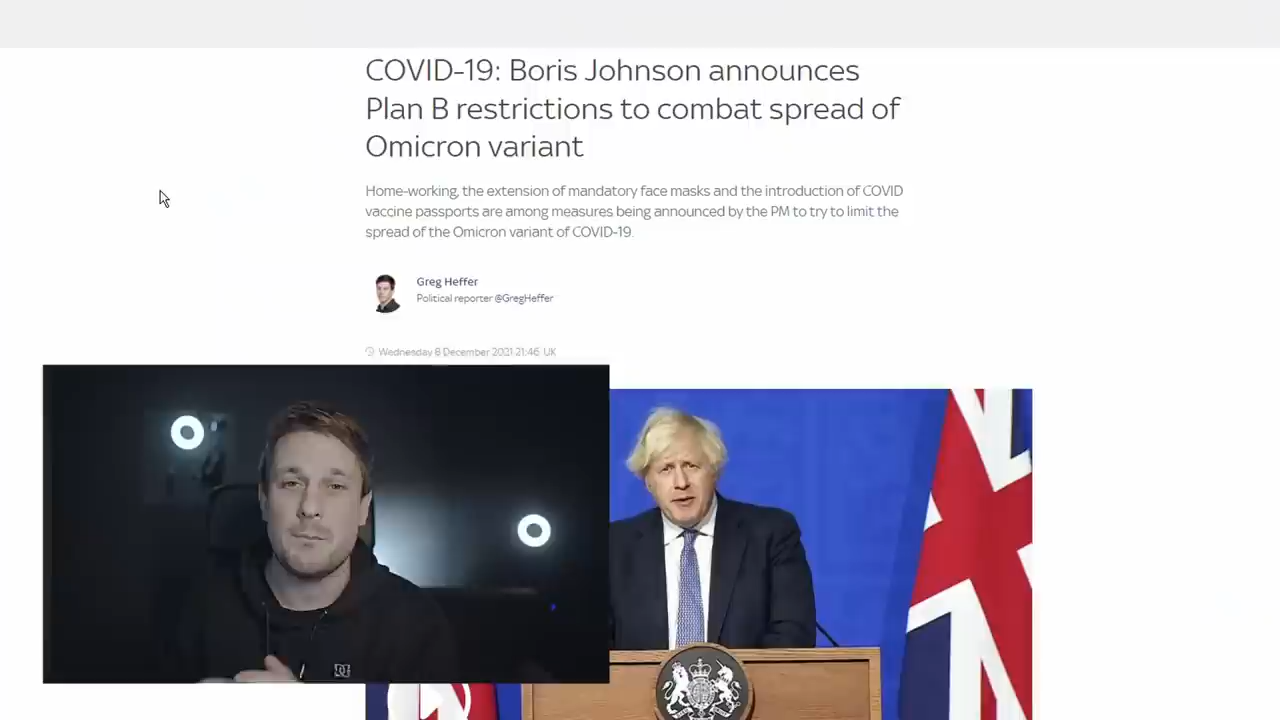 COVID-19: Boris Johnson announces
Plan B restrictions to combat spread of
Omicron variant
Home-working, the extension of mandatory face masks and the introduction of COVID
vaccine passports are among measures being announced by the PM to try to limit the
spread of the Omicron variant of COVID-19.
Greg Heffer
Political reporter @GregHeffer
Wednesday 8 December 2021 21:46, UK
DC